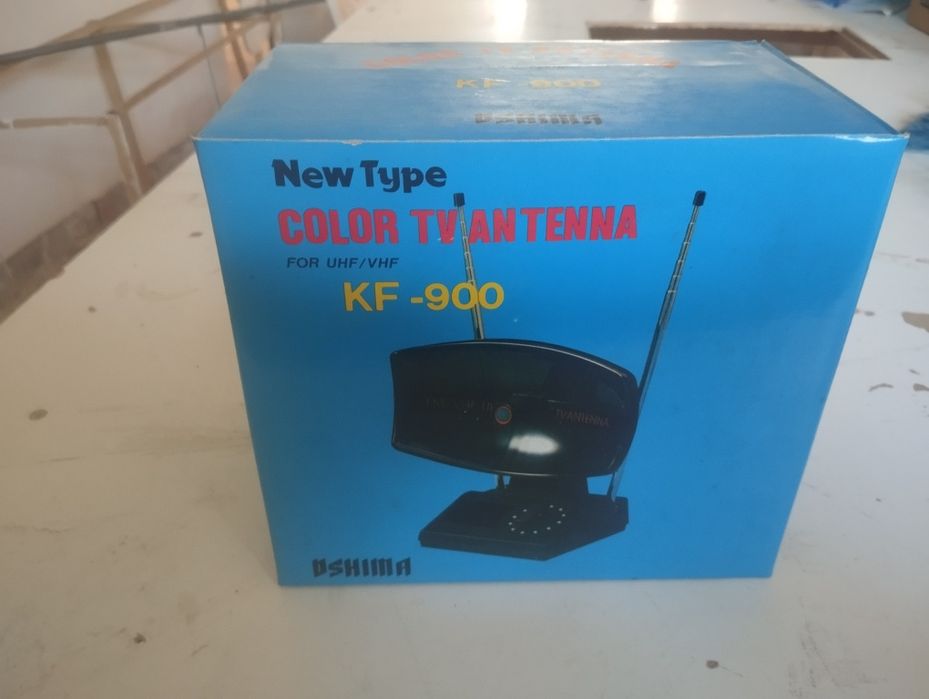 KF-900
OSHIMA
New Type
COLOR TV ANTENNA
FOR UHF/VHF
KF -900
TV ANTENNA
OSHIMA